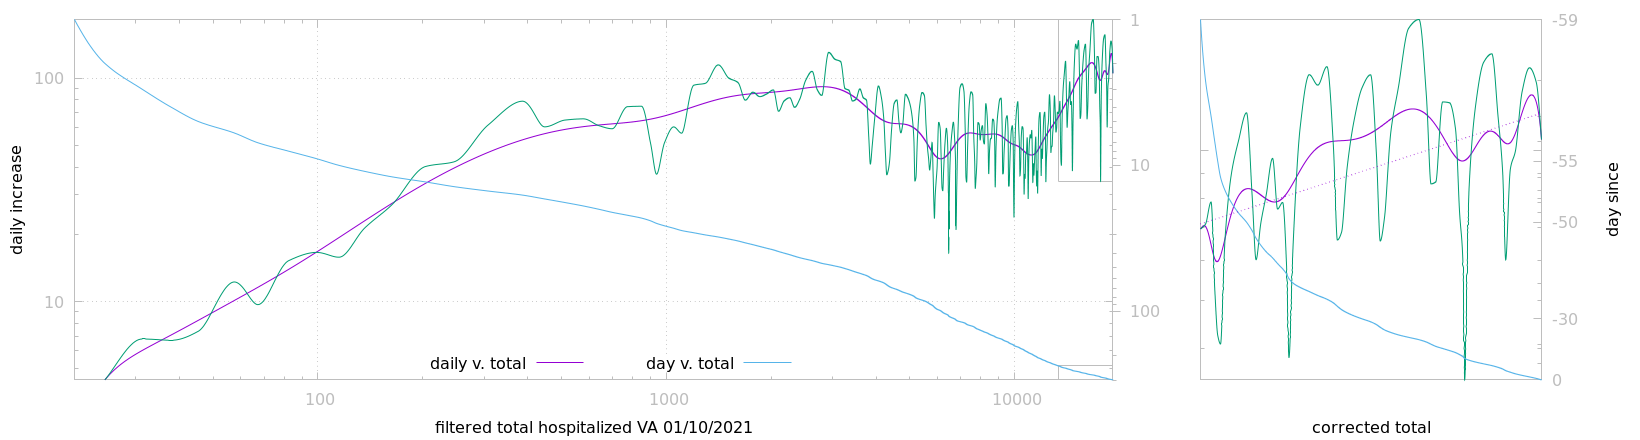 daily increase
100
10
100
1000
10000
1
10
100
daily v. total
day v. total
filtered total hospitalized VA 01/10/2021
-59
-55
-50
-30
0
day since
corrected total